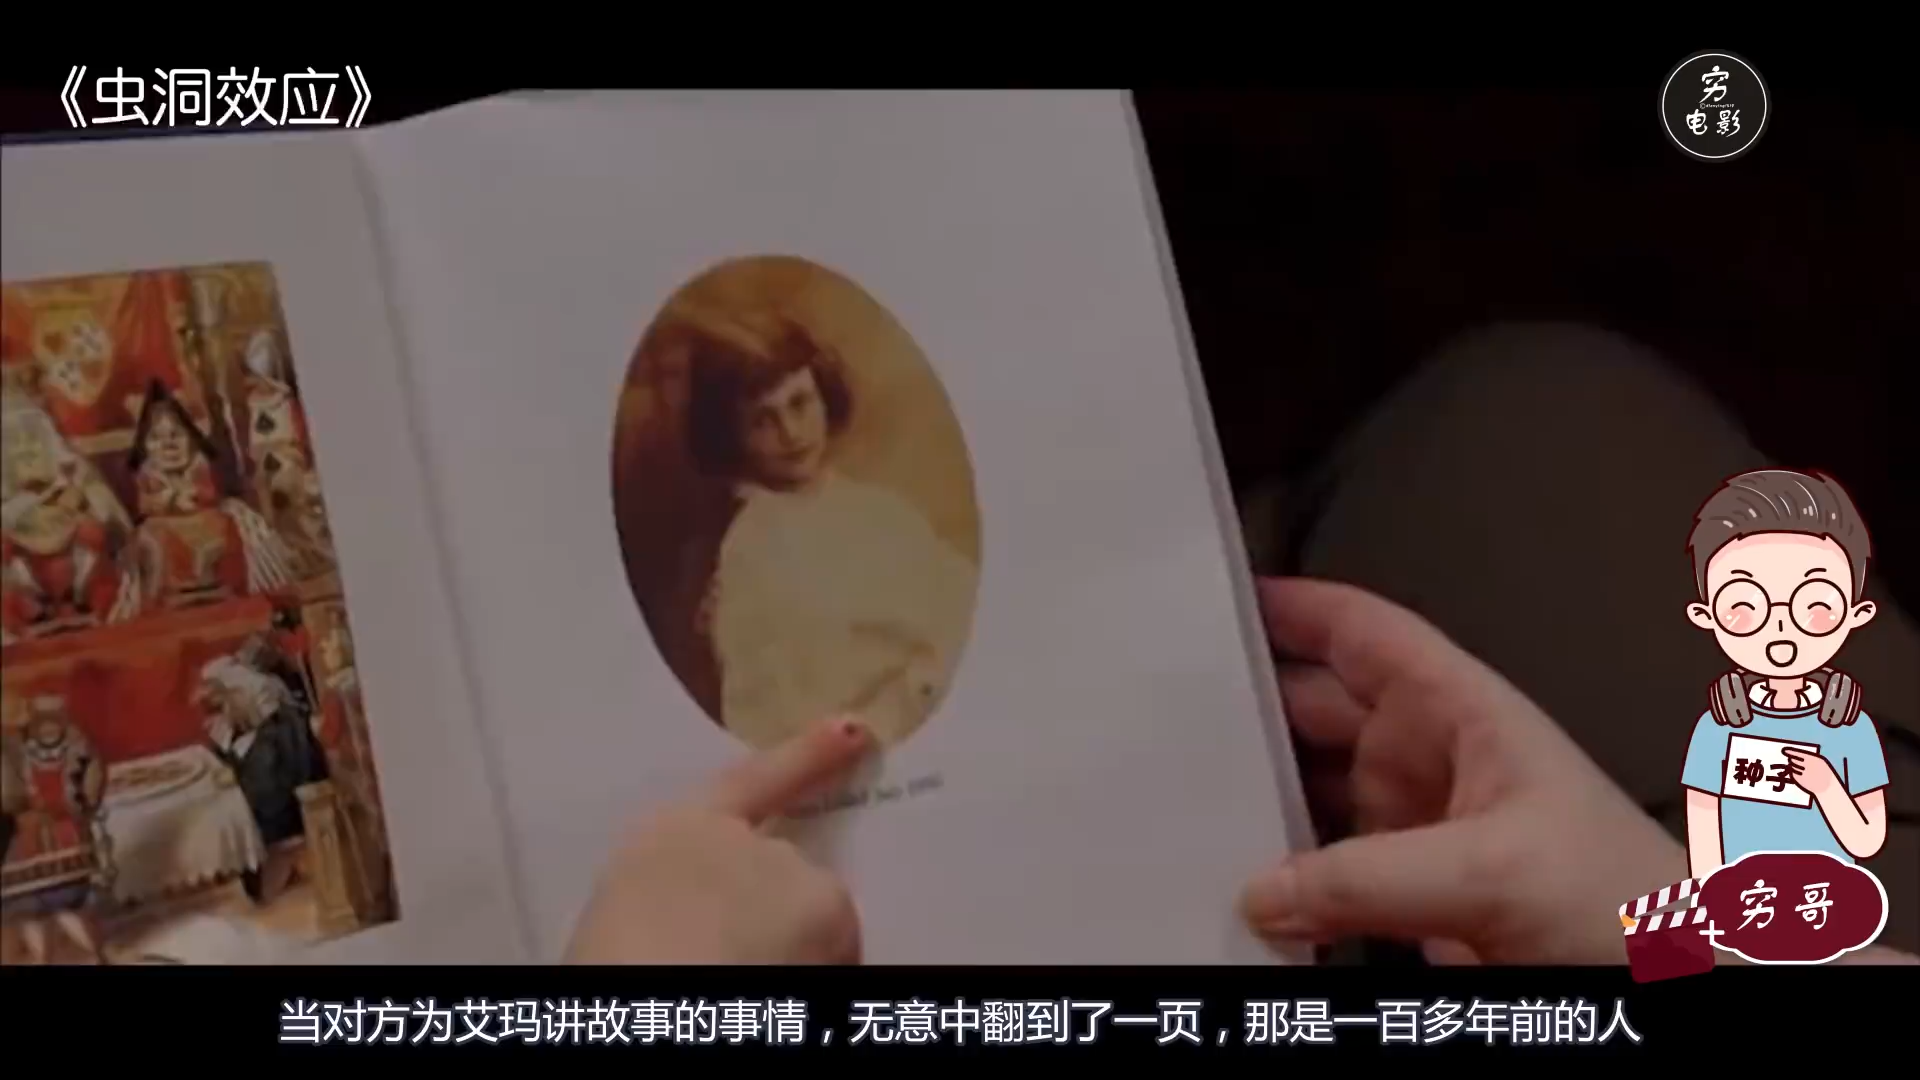 《虫洞效应》
穷
电影
种子
穷哥
当对方为艾玛讲故事的事情，无意中翻到了一页，那是一百多年前的人